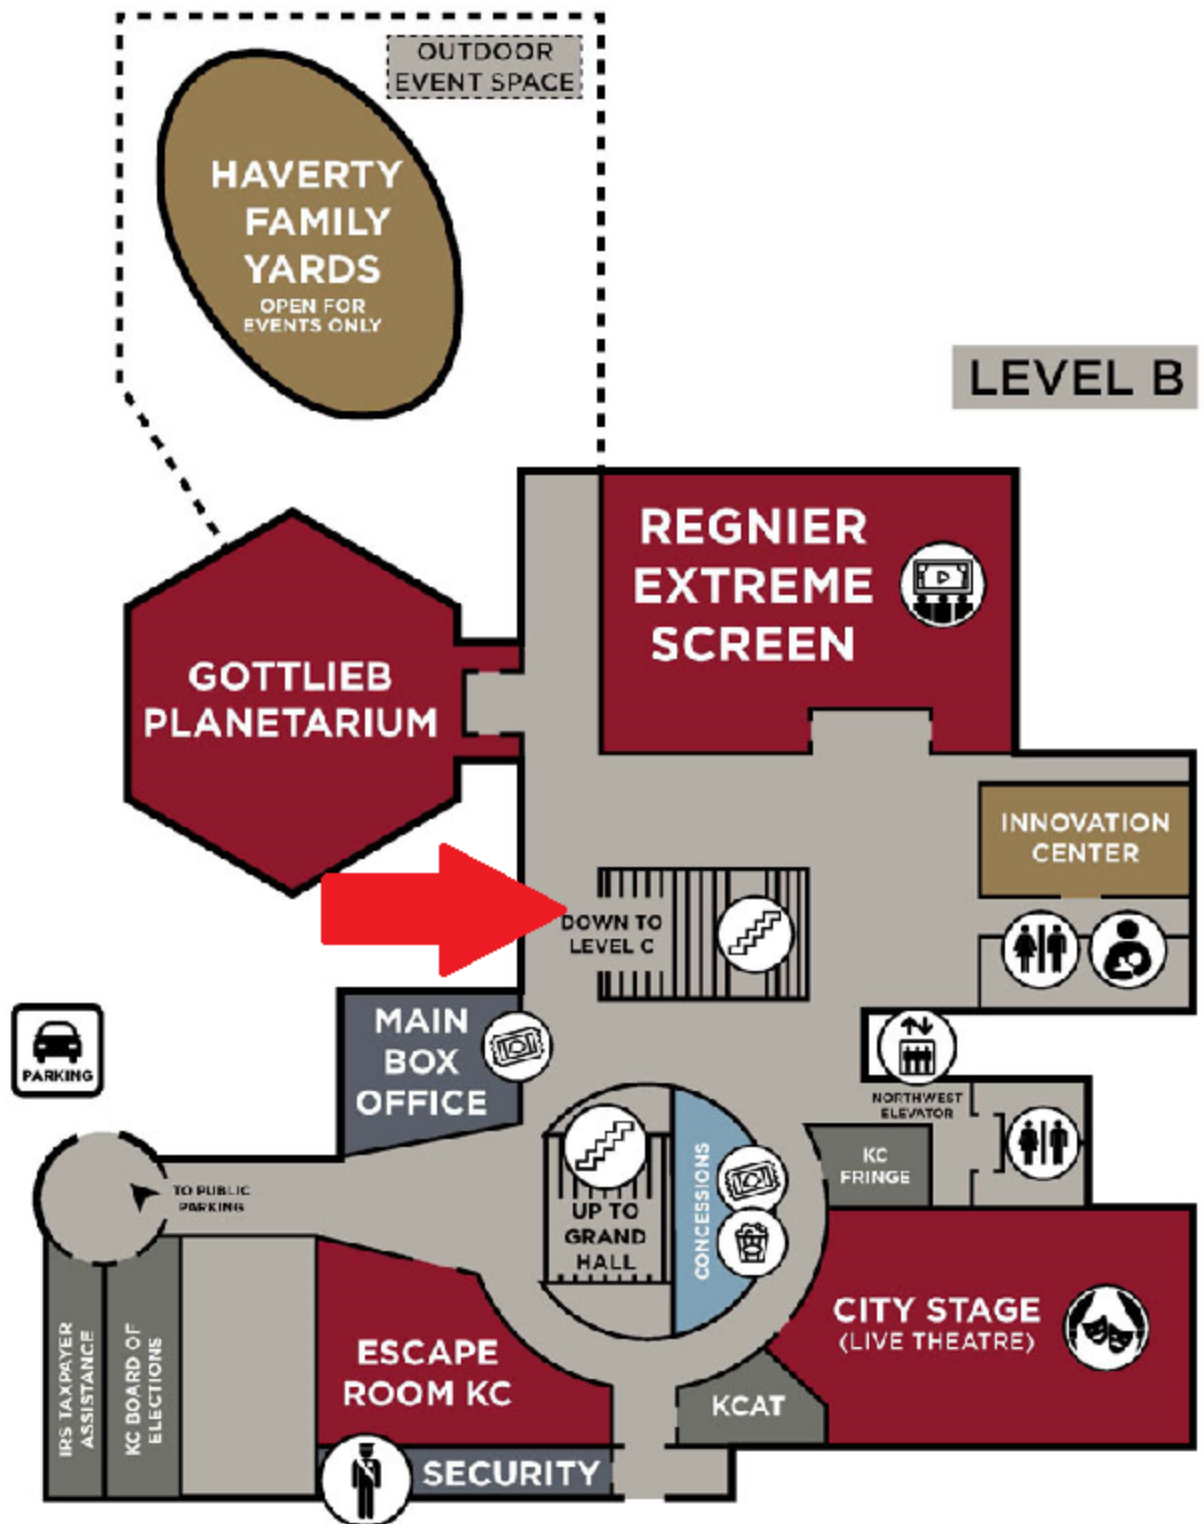 OUTDOOR
EVENT SPACE
HAVERTY
FAMILY
YARDS
OPEN FOR
EVENTS ONLY
LEVEL B
REGNIER
EXTREME
SCREEN
GOTTLIEB
PLANETARIUM
INNOVATION
CENTER
DOWN TO
LEVEL C
MAIN
BOX
OFFICE
PARKING
NORTHWEST
ELEVATOR
KC
FRINGE
TO PUBLIC
PARKING
UP TO
GRAND
HALL
CONCESSIONS
CITY STAGE
(LIVE THEATRE)
IRS TAXPAYER
ASSISTANCE
KC BOARD OF
ELECTIONS
ESCAPE
ROOM KC
KCAT
SECURITY